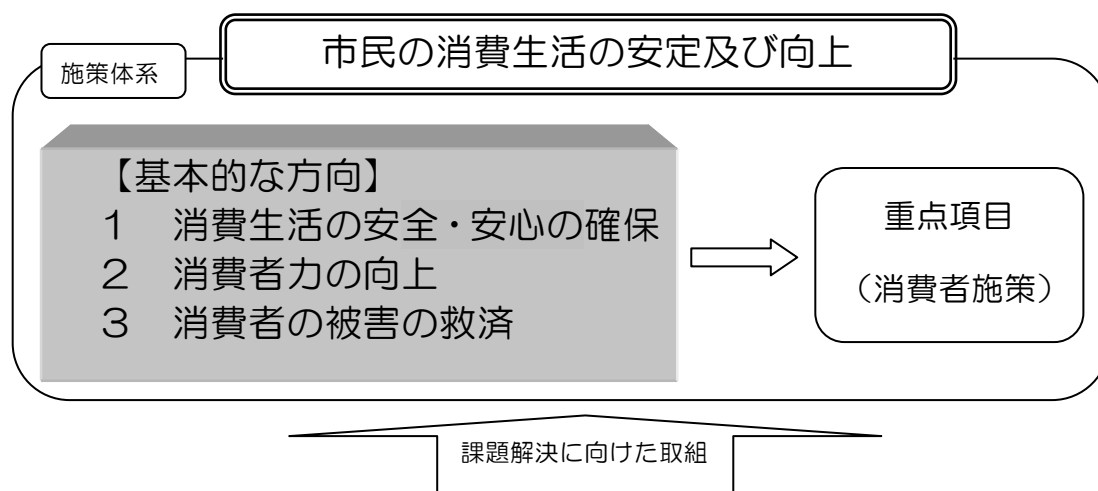 市民の消費生活の安定及び向上
施策体系
【基本的な方向】
１　消費生活の安全・安心の確保
２　消費者力の向上
３　消費者の被害の救済
重点項目
（消費者施策）
課題解決に向けた取組